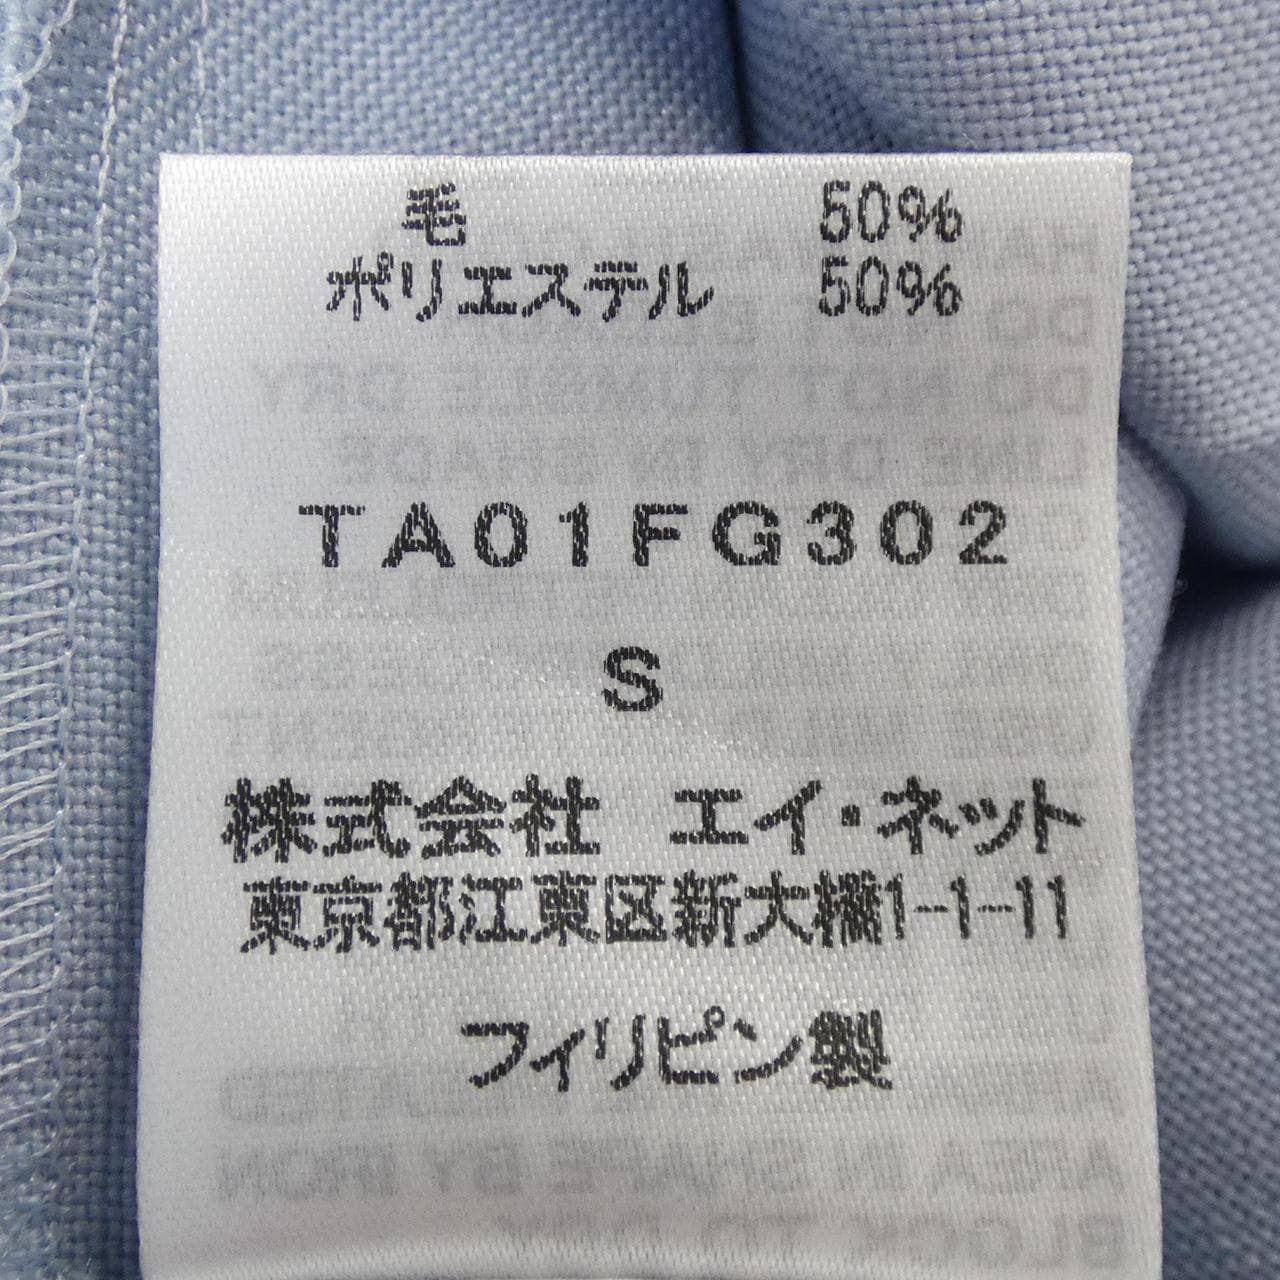 毛 50%
ポリエステル 50%
TA01FG302
S
株式会社 エイ・ネット
東京都江東区新大橋1-1-11
フィリピン製